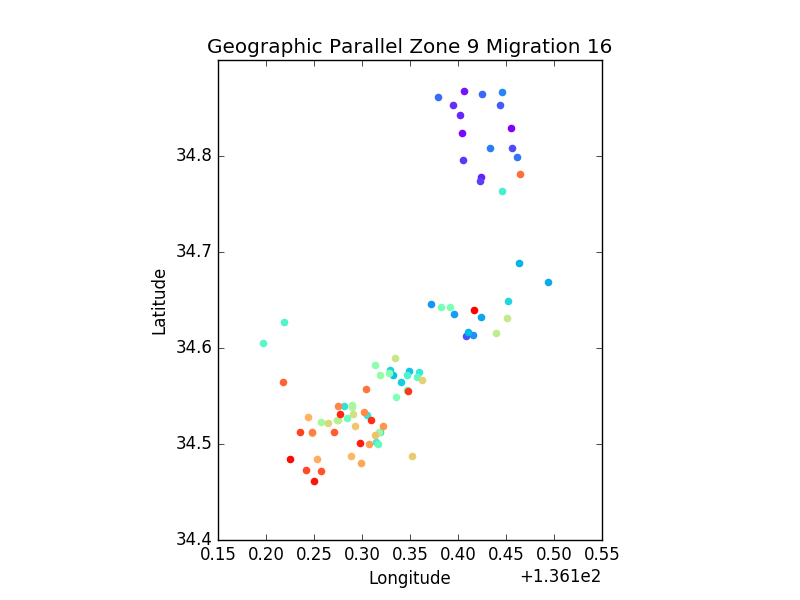 Geographic Parallel Zone 9 Migration 16
34.8
34.7
34.6
34.5
34.4
Latitude
0.15 0.20 0.25 0.30 0.35 0.40 0.45 0.50 0.55
+1.361e2
Longitude